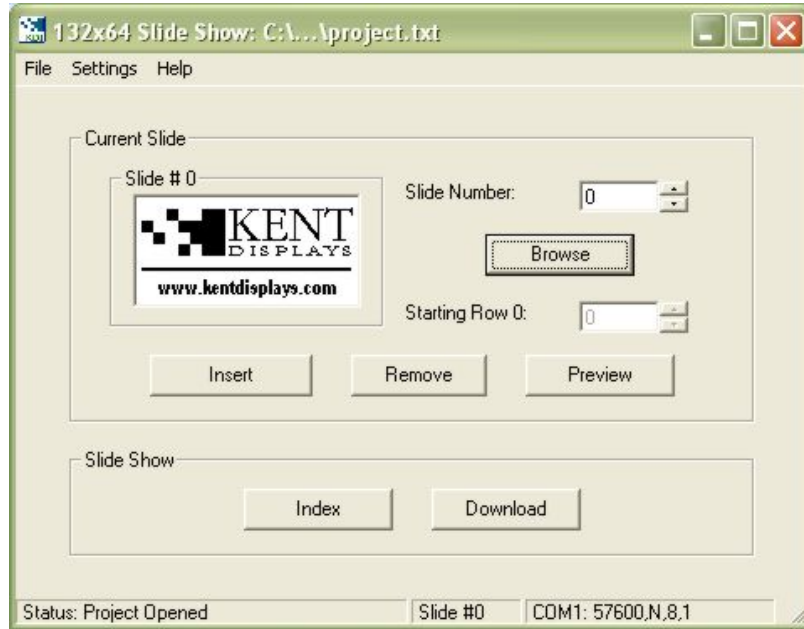 132x64 Slide Show: C:\...\project.txt
File Settings Help
Current Slide
Slide # 0
KENT
DISPLAYS
www.kentdisplays.com
Slide Number: 0
Browse
Starting Row 0: 0
Insert Remove Preview
Slide Show
Index Download
Status: Project Opened Slide #0 COM1: 57600,N,8,1